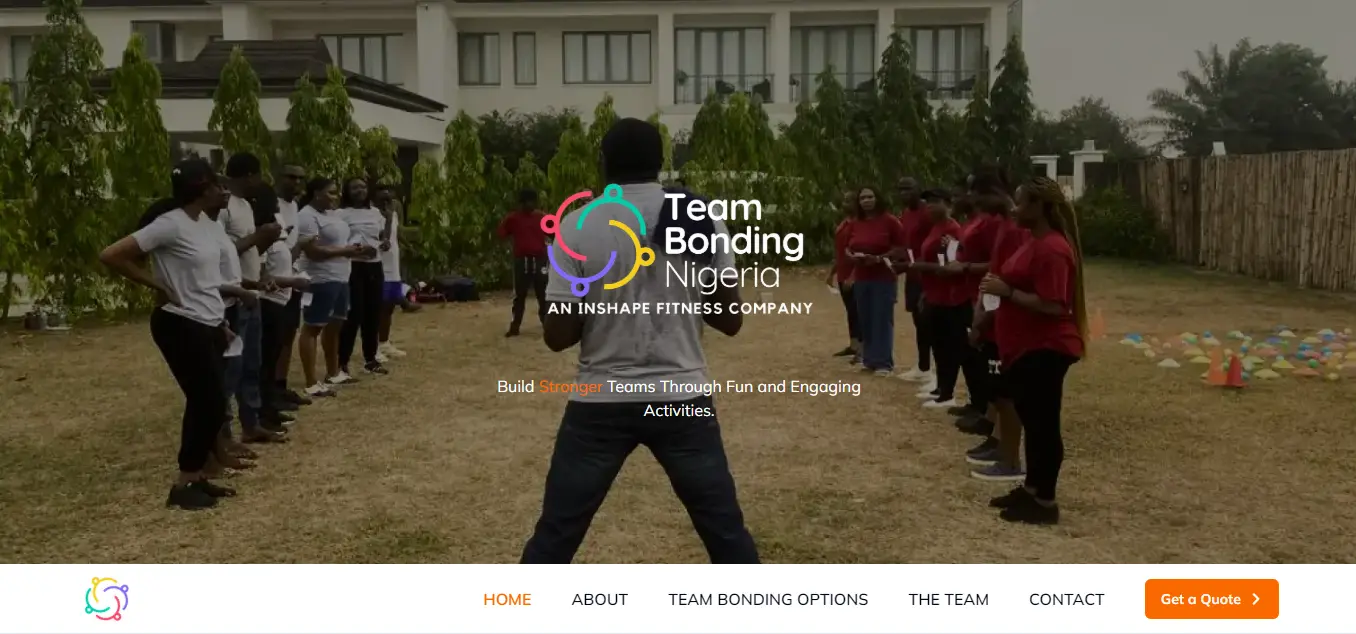 Team
Bonding
Nigeria
AN INSHAPE FITNESS COMPANY
Build Stronger Teams Through Fun and Engaging
Activities.
HOME ABOUT TEAM BONDING OPTIONS THE TEAM CONTACT Get a Quote